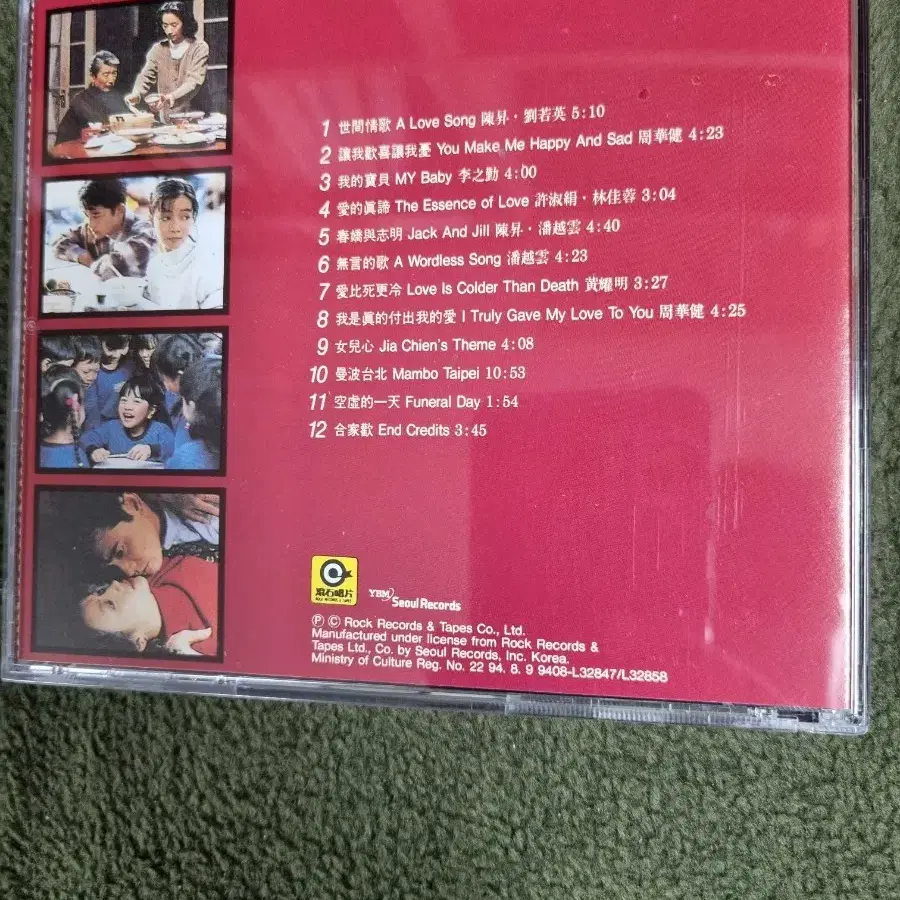 1 世間情歌 A Love Song 陳昇・劉若英 5:10
2 讓我歡喜讓我憂 You Make Me Happy And Sad 周華健 4:23
3 我的寶貝 MY Baby 李之勤 4:00
4 愛的眞諦 The Essence of Love 許淑絹・林佳蓉 3:04
5 春嬌與志明 Jack And Jill 陳昇・潘越雲 4:40
6 無言的歌 A Wordless Song 潘越雲 4:23
7 愛比死更冷 Love Is Colder Than Death 黃耀明 3:27
8 我是眞的付出我的愛 I Truly Gave My Love To You 周華健 4:25
9 女兒心 Jia Chien's Theme 4:08
10 曼波台北 Mambo Taipei 10:53
11 空虛的一天 Funeral Day 1:54
12 合家歡 End Credits 3:45
滾石唱片
ROCK RECORDS & TAPES
YBM Seoul Records
Ⓟ Ⓒ Rock Records & Tapes Co., Ltd.
Manufactured under license from Rock Records &
Tapes Ltd., Co. by Seoul Records, Inc. Korea.
Ministry of Culture Reg. No. 22 94. 8. 9 9408-L32847/L32858